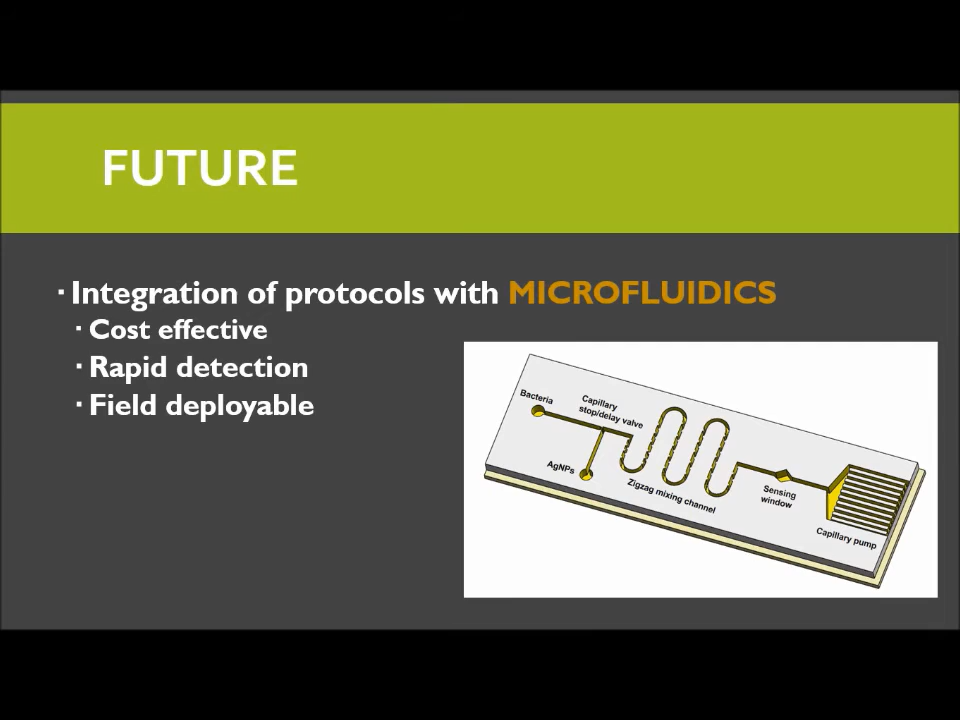 FUTURE
▪ Integration of protocols with MICROFLUIDICS
▪ Cost effective
▪ Rapid detection
▪ Field deployable
Bacteria
Capillary
stop/delay valve
AgNPs
Zigzag mixing channel
Sensing
window
Capillary pump